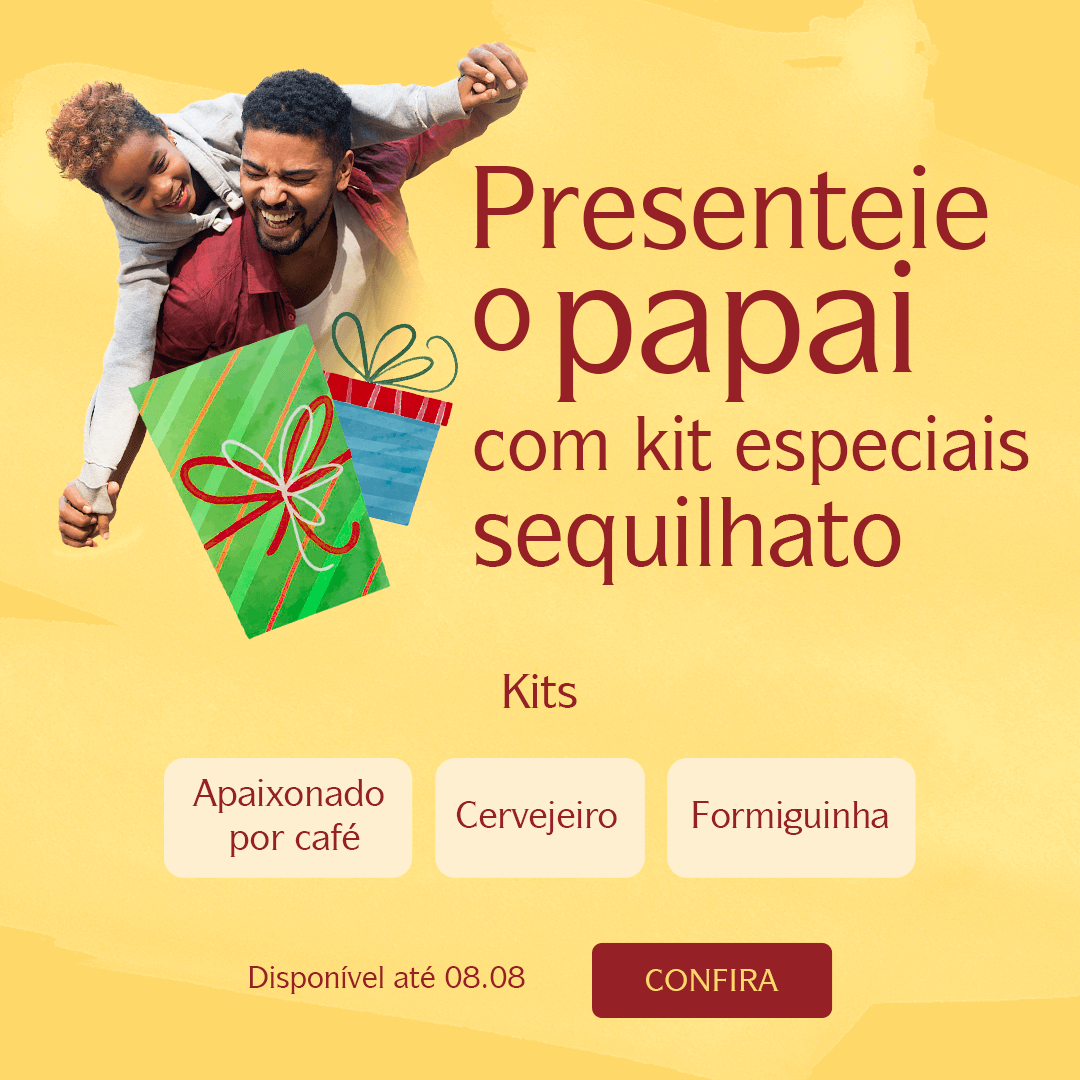 Presenteie
o papai
com kit especiais
sequilhato
Kits
Apaixonado
por café
Cervejeiro
Formiguinha
Disponível até 08.08
CONFIRA